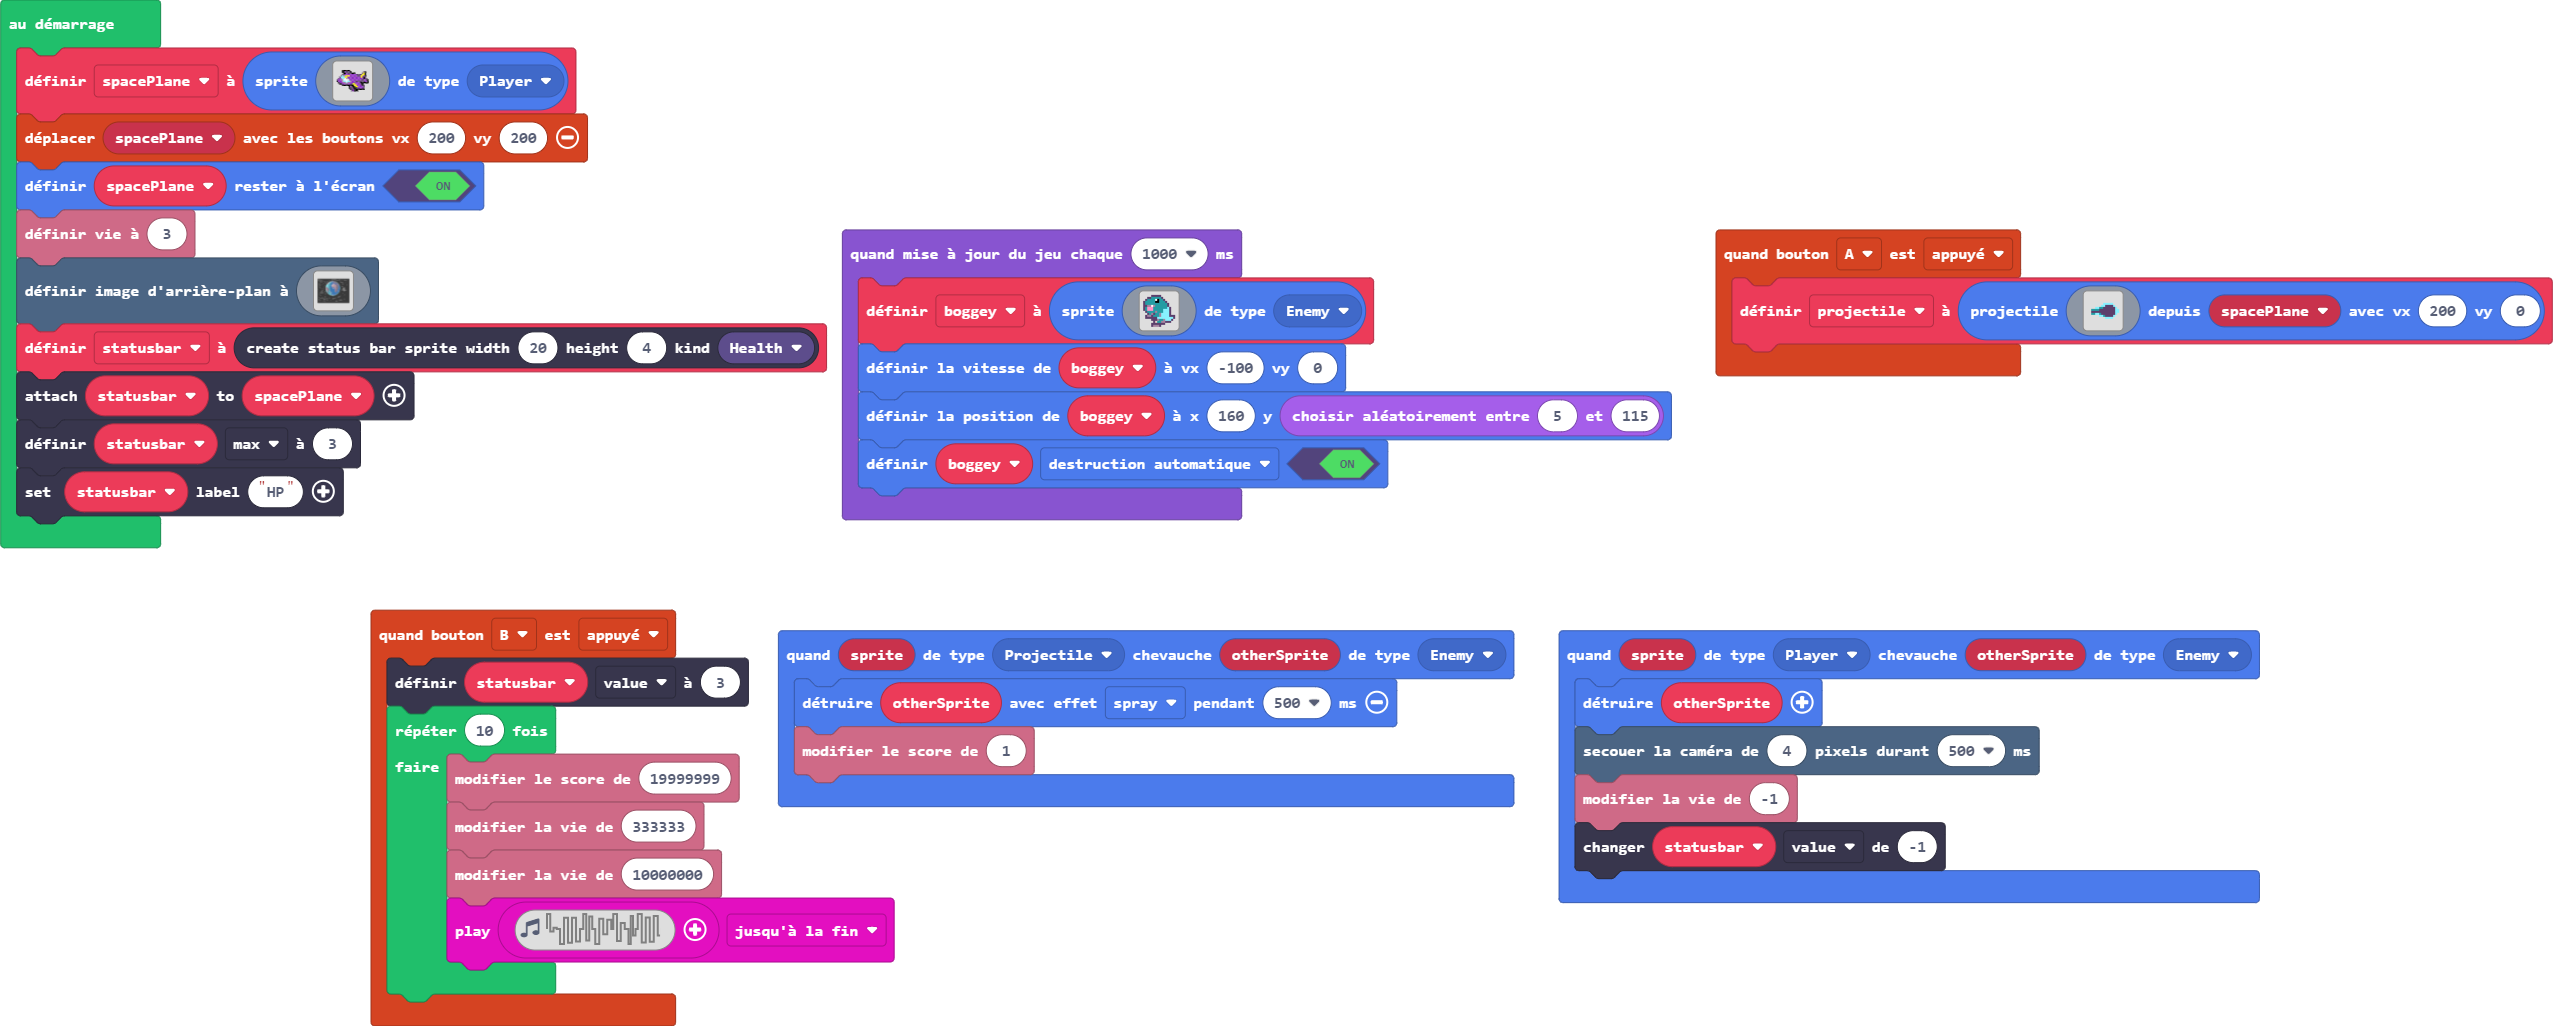 au démarrage
définir spacePlane à sprite de type Player
déplacer spacePlane avec les boutons vx 200 vy 200
définir spacePlane rester à l'écran ON
définir vie à 3
définir image d'arrière-plan à
définir statusbar à create status bar sprite width 20 height 4 kind Health
attach statusbar to spacePlane
définir statusbar max à 3
set statusbar label "HP"
quand mise à jour du jeu chaque 1000 ms
définir boggey à sprite de type Enemy
définir la vitesse de boggey à vx -100 vy 0
définir la position de boggey à x 160 y choisir aléatoirement entre 5 et 115
définir boggey destruction automatique ON
quand bouton A est appuyé
définir projectile à projectile depuis spacePlane avec vx 200 vy 0
quand bouton B est appuyé
définir statusbar value à 3
répéter 10 fois
faire
modifier le score de 19999999
modifier la vie de 333333
modifier la vie de 10000000
play jusqu'à la fin
quand sprite de type Projectile chevauche otherSprite de type Enemy
détruire otherSprite avec effet spray pendant 500 ms
modifier le score de 1
quand sprite de type Player chevauche otherSprite de type Enemy
détruire otherSprite
secouer la caméra de 4 pixels durant 500 ms
modifier la vie de -1
changer statusbar value de -1